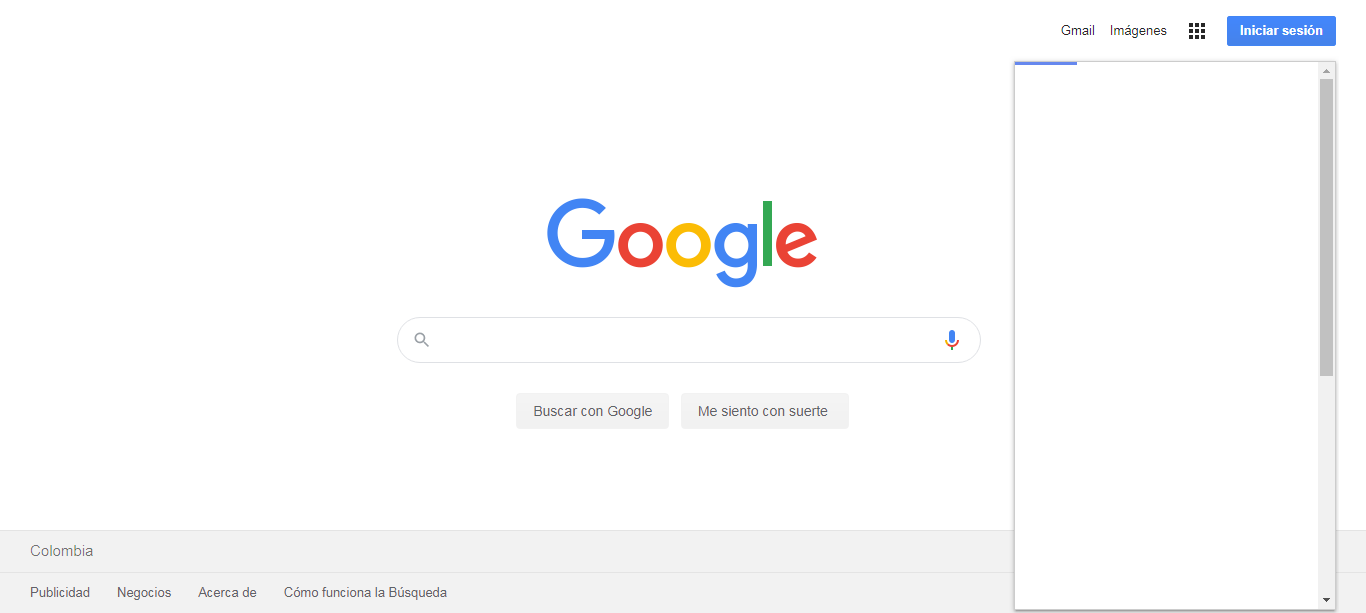 Gmail Imágenes Iniciar sesión
Google
Buscar con Google Me siento con suerte
Colombia
Publicidad Negocios Acerca de Cómo funciona la Búsqueda